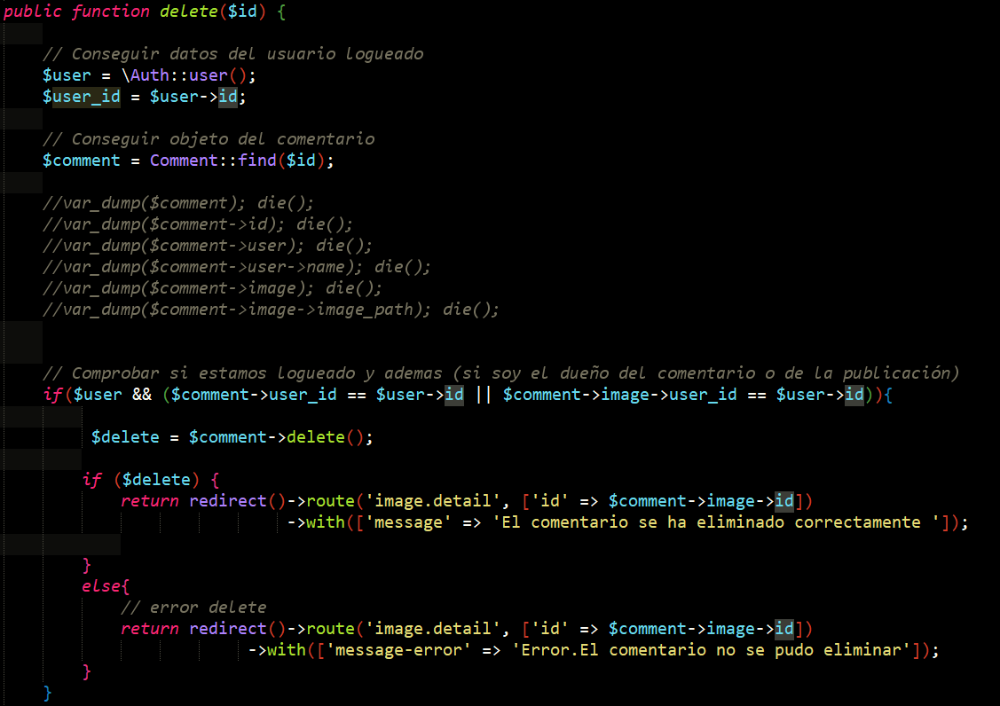 public function delete($id) {
// Conseguir datos del usuario logueado
$user = \Auth::user();
$user_id = $user->id;
// Conseguir objeto del comentario
$comment = Comment::find($id);
//var_dump($comment); die();
//var_dump($comment->id); die();
//var_dump($comment->user); die();
//var_dump($comment->user->name); die();
//var_dump($comment->image); die();
//var_dump($comment->image->image_path); die();
// Comprobar si estamos logueado y ademas (si soy el dueño del comentario o de la publicación)
if($user && ($comment->user_id == $user->id || $comment->image->user_id == $user->id)){
$delete = $comment->delete();
if ($delete) {
return redirect()->route('image.detail', ['id' => $comment->image->id])
->with(['message' => 'El comentario se ha eliminado correctamente ']);
}
else{
// error delete
return redirect()->route('image.detail', ['id' => $comment->image->id])
->with(['message-error' => 'Error.El comentario no se pudo eliminar']);
}
}